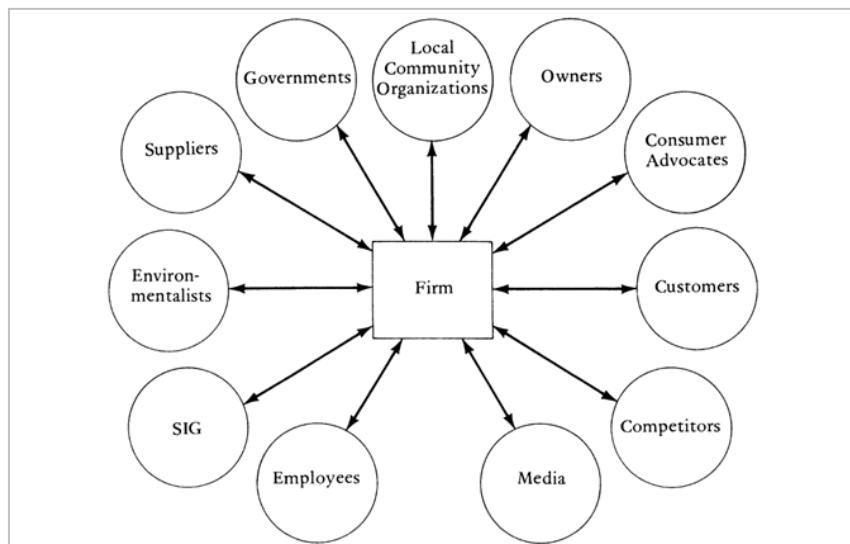 Governments
Local
Community
Organizations
Owners
Suppliers
Consumer
Advocates
Environ-
mentalists
Firm
Customers
SIG
Competitors
Employees
Media